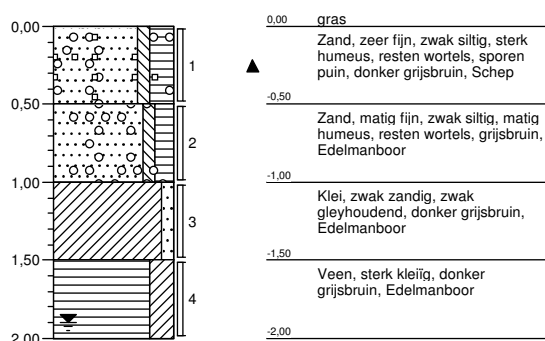 0,00
0,50
1,00
1,50
2,00
1
2
3
4
0,00
gras
Zand, zeer fijn, zwak siltig, sterk
humeus, resten wortels, sporen
puin, donker grijsbruin, Schep
-0,50
Zand, matig fijn, zwak siltig, matig
humeus, resten wortels, grijsbruin,
Edelmanboor
-1,00
Klei, zwak zandig, zwak
gleyhoudend, donker grijsbruin,
Edelmanboor
-1,50
Veen, sterk kleiïg, donker
grijsbruin, Edelmanboor
-2,00